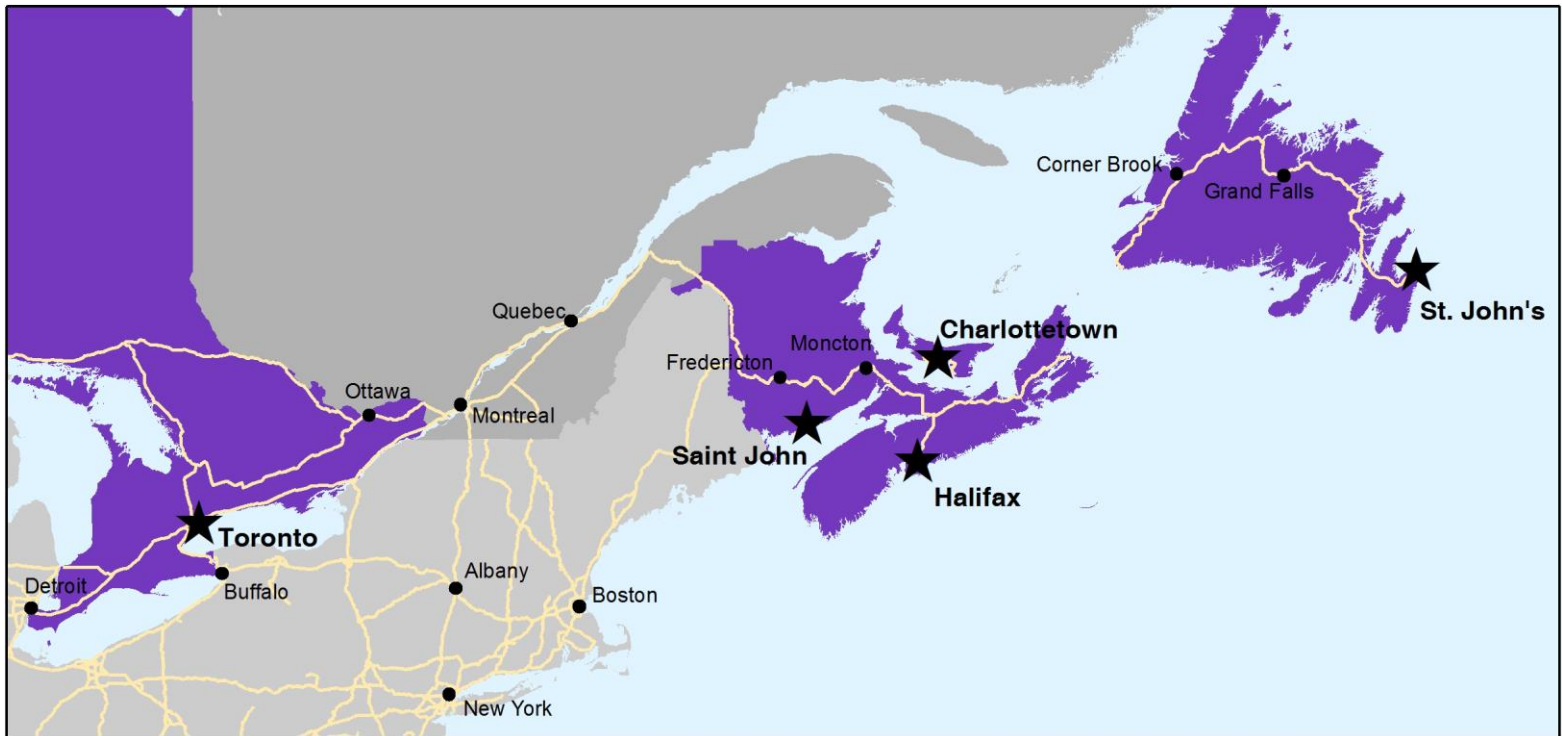 Corner Brook
Grand Falls
St. John's
Quebec
Charlottetown
Moncton
Fredericton
Ottawa
Montreal
Saint John
Halifax
Toronto
Detroit
Buffalo
Albany
Boston
New York